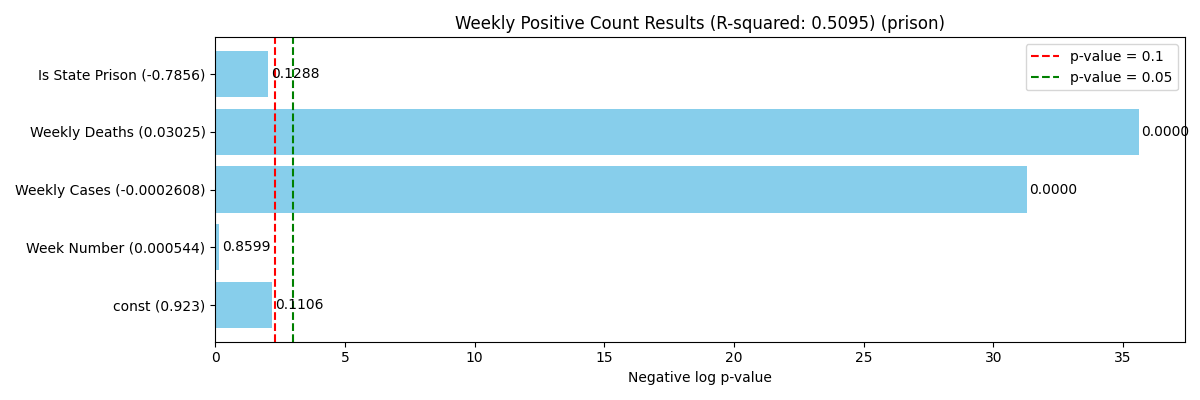 Weekly Positive Count Results (R-squared: 0.5095) (prison)
p-value = 0.1
p-value = 0.05
Is State Prison (-0.7856)
0.1288
Weekly Deaths (0.03025)
0.0000
Weekly Cases (-0.0002608)
0.0000
Week Number (0.000544)
0.8599
const (0.923)
0.1106
0 5 10 15 20 25 30 35
Negative log p-value